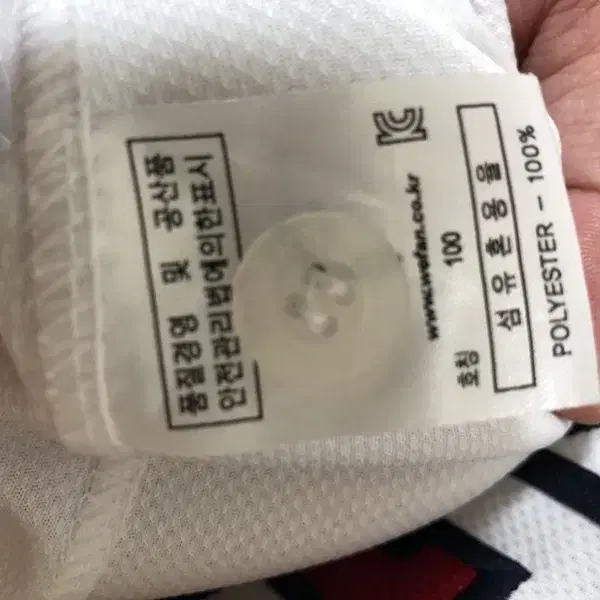 품질경영 및 공산품
안전관리법에의한표시
www.wefan.co.kr
호칭 100
섬유혼용율
POLYESTER - 100%